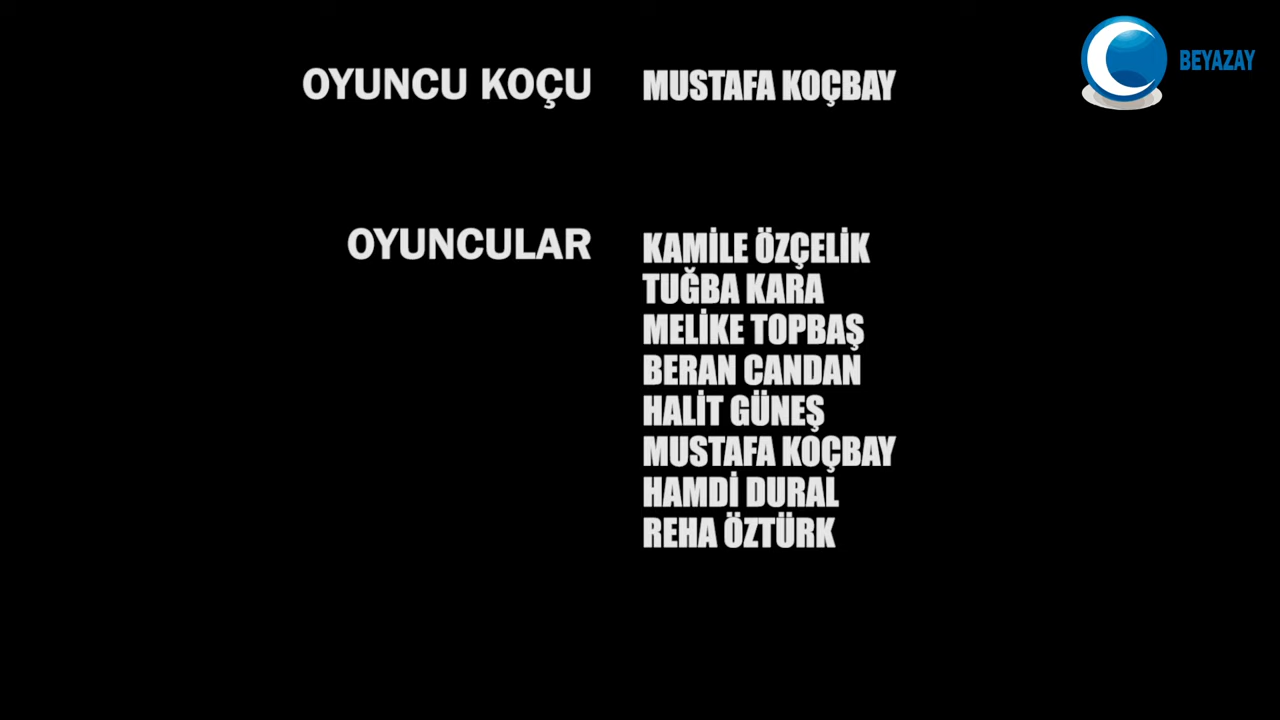 OYUNCU KOÇU MUSTAFA KOÇBAY
BEYAZAY
OYUNCULAR KAMİLE ÖZÇELİK
TUĞBA KARA
MELİKE TOPBAŞ
BERAN CANDAN
HALİT GÜNEŞ
MUSTAFA KOÇBAY
HAMDİ DURAL
REHA ÖZTÜRK